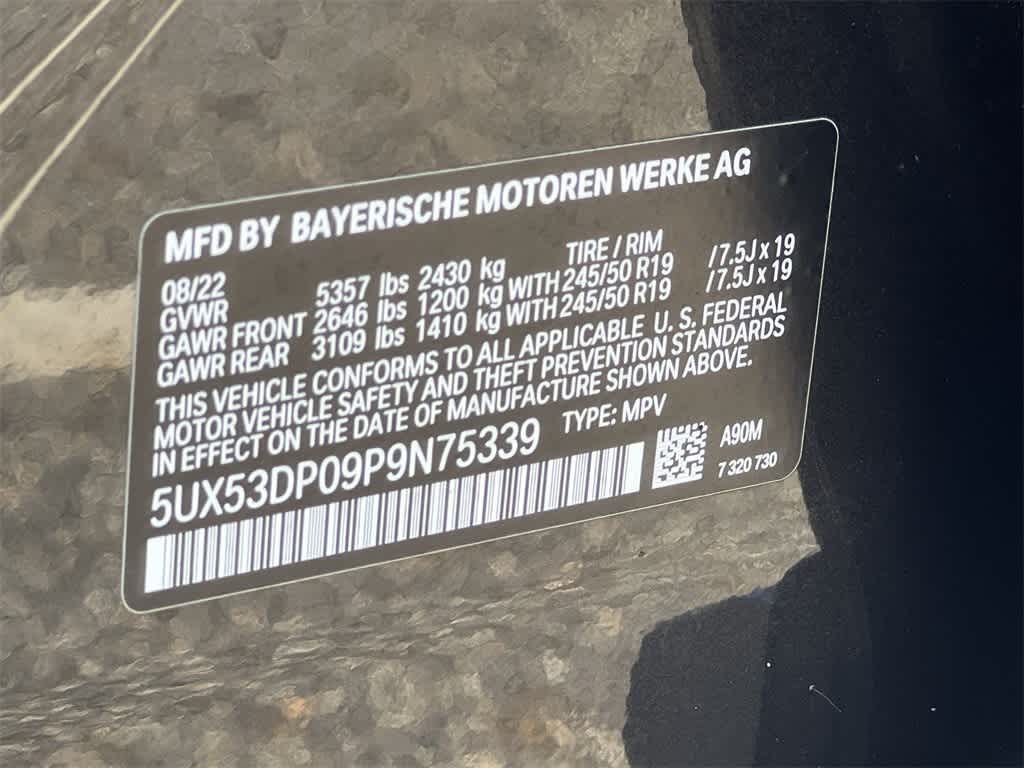 MFD BY BAYERISCHE MOTOREN WERKE AG
08/22 TIRE / RIM
GVWR 5357 lbs 2430 kg
GAWR FRONT 2646 lbs 1200 kg WITH 245/50 R19 /7.5J x 19
GAWR REAR 3109 lbs 1410 kg WITH 245/50 R19 /7.5J x 19
THIS VEHICLE CONFORMS TO ALL APPLICABLE U. S. FEDERAL
MOTOR VEHICLE SAFETY AND THEFT PREVENTION STANDARDS
IN EFFECT ON THE DATE OF MANUFACTURE SHOWN ABOVE.
5UX53DP09P9N75339 TYPE: MPV
A90M
7 320 730